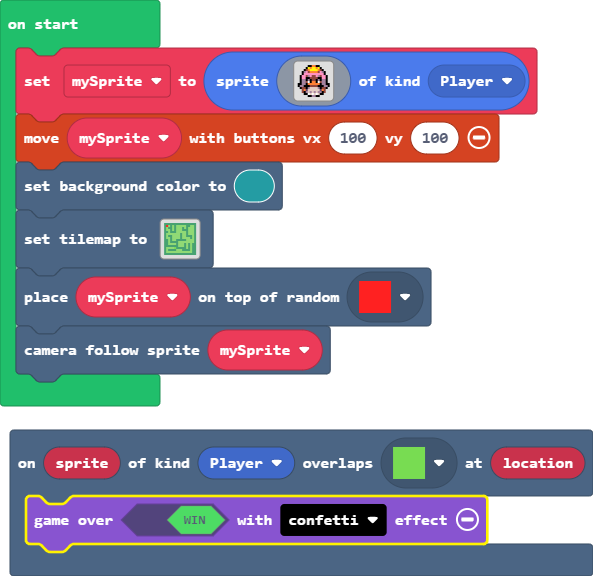 on start
set mySprite to sprite of kind Player
move mySprite with buttons vx 100 vy 100
set background color to
set tilemap to
place mySprite on top of random
camera follow sprite mySprite
on sprite of kind Player overlaps at location
game over WIN with confetti effect